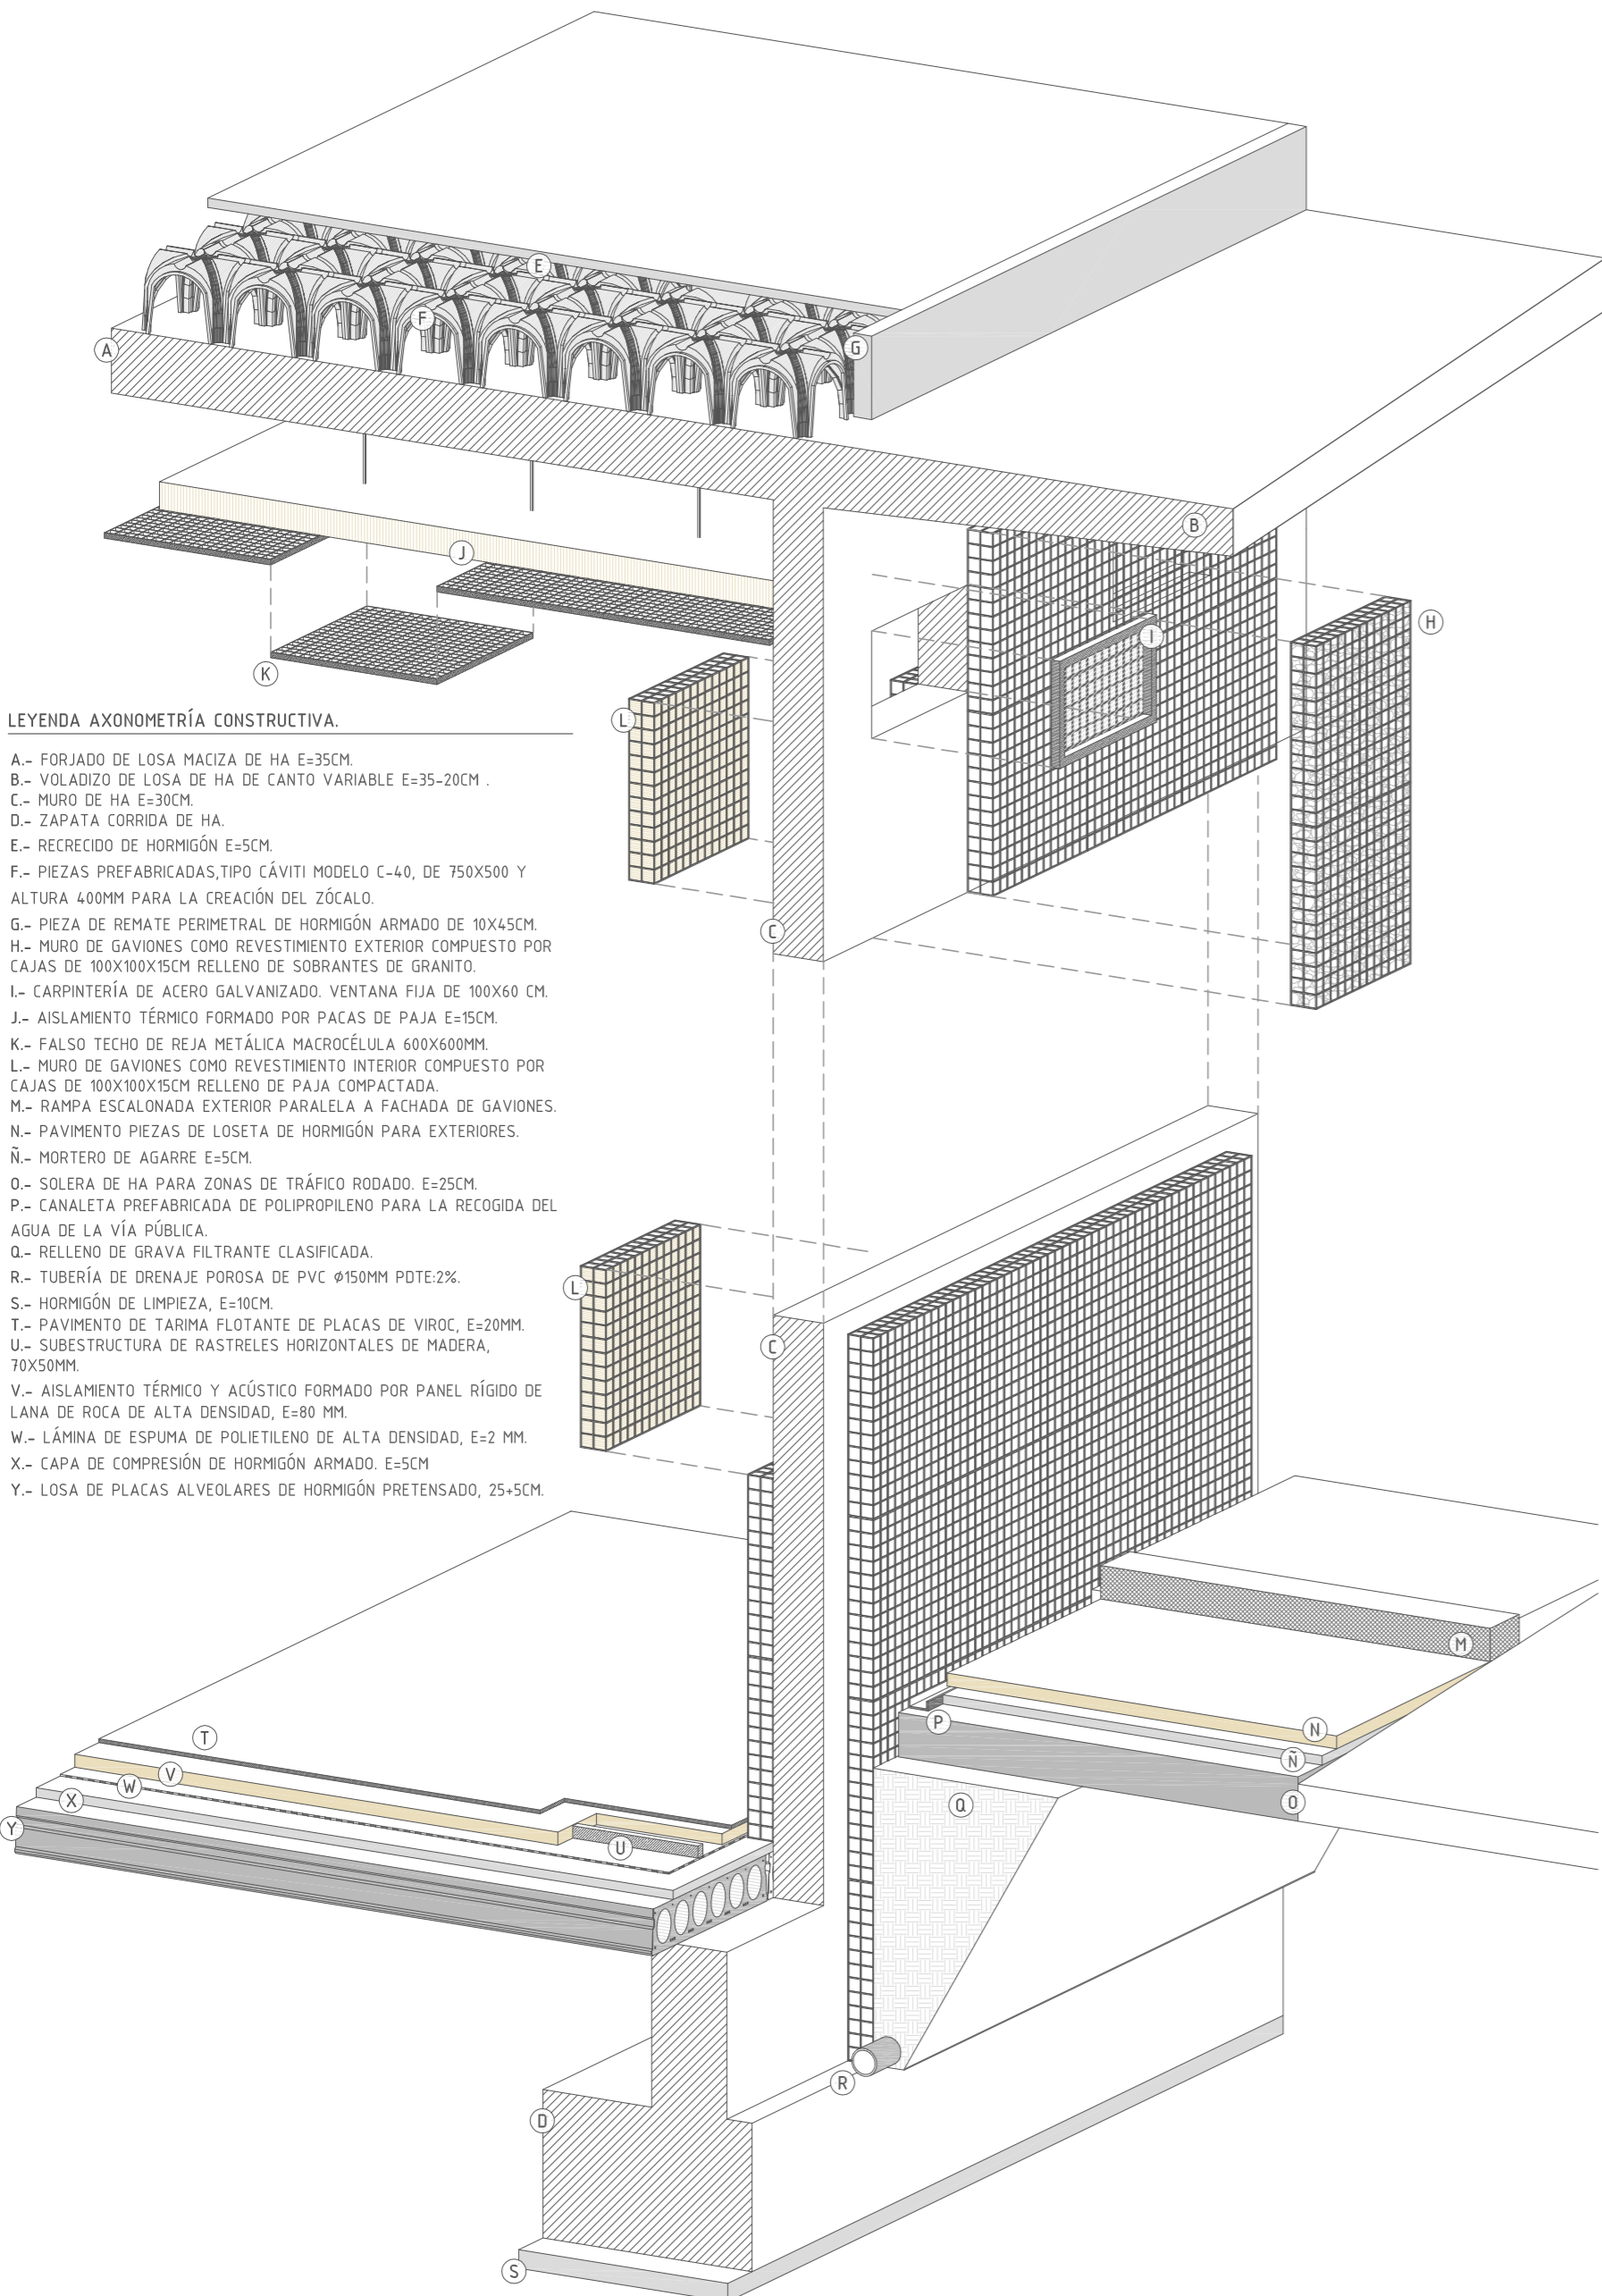 E
F
G
A
B
J
H
I
K
L
LEYENDA AXONOMETRÍA CONSTRUCTIVA.
A.- FORJADO DE LOSA MACIZA DE HA E=35CM.
B.- VOLADIZO DE LOSA DE HA DE CANTO VARIABLE E=35-20CM .
C.- MURO DE HA E=30CM.
D.- ZAPATA CORRIDA DE HA.
E.- RECRECIDO DE HORMIGÓN E=5CM.
F.- PIEZAS PREFABRICADAS,TIPO CÁVITI MODELO C-40, DE 750X500 Y
ALTURA 400MM PARA LA CREACIÓN DEL ZÓCALO.
G.- PIEZA DE REMATE PERIMETRAL DE HORMIGÓN ARMADO DE 10X45CM.
H.- MURO DE GAVIONES COMO REVESTIMIENTO EXTERIOR COMPUESTO POR
CAJAS DE 100X100X15CM RELLENO DE SOBRANTES DE GRANITO.
I.- CARPINTERÍA DE ACERO GALVANIZADO. VENTANA FIJA DE 100X60 CM.
J.- AISLAMIENTO TÉRMICO FORMADO POR PACAS DE PAJA E=15CM.
K.- FALSO TECHO DE REJA METÁLICA MACROCÉLULA 600X600MM.
L.- MURO DE GAVIONES COMO REVESTIMIENTO INTERIOR COMPUESTO POR
CAJAS DE 100X100X15CM RELLENO DE PAJA COMPACTADA.
M.- RAMPA ESCALONADA EXTERIOR PARALELA A FACHADA DE GAVIONES.
N.- PAVIMENTO PIEZAS DE LOSETA DE HORMIGÓN PARA EXTERIORES.
Ñ.- MORTERO DE AGARRE E=5CM.
O.- SOLERA DE HA PARA ZONAS DE TRÁFICO RODADO. E=25CM.
P.- CANALETA PREFABRICADA DE POLIPROPILENO PARA LA RECOGIDA DEL
AGUA DE LA VÍA PÚBLICA.
Q.- RELLENO DE GRAVA FILTRANTE CLASIFICADA.
R.- TUBERÍA DE DRENAJE POROSA DE PVC Ø150MM PDTE:2%.
S.- HORMIGÓN DE LIMPIEZA, E=10CM.
T.- PAVIMENTO DE TARIMA FLOTANTE DE PLACAS DE VIROC, E=20MM.
U.- SUBESTRUCTURA DE RASTRELES HORIZONTALES DE MADERA,
70X50MM.
V.- AISLAMIENTO TÉRMICO Y ACÚSTICO FORMADO POR PANEL RÍGIDO DE
LANA DE ROCA DE ALTA DENSIDAD, E=80 MM.
W.- LÁMINA DE ESPUMA DE POLIETILENO DE ALTA DENSIDAD, E=2 MM.
X.- CAPA DE COMPRESIÓN DE HORMIGÓN ARMADO. E=5CM
Y.- LOSA DE PLACAS ALVEOLARES DE HORMIGÓN PRETENSADO, 25+5CM.
C
L
C
M
P
N
T
Ñ
V
W
X
O
Q
Y
U
R
D
S